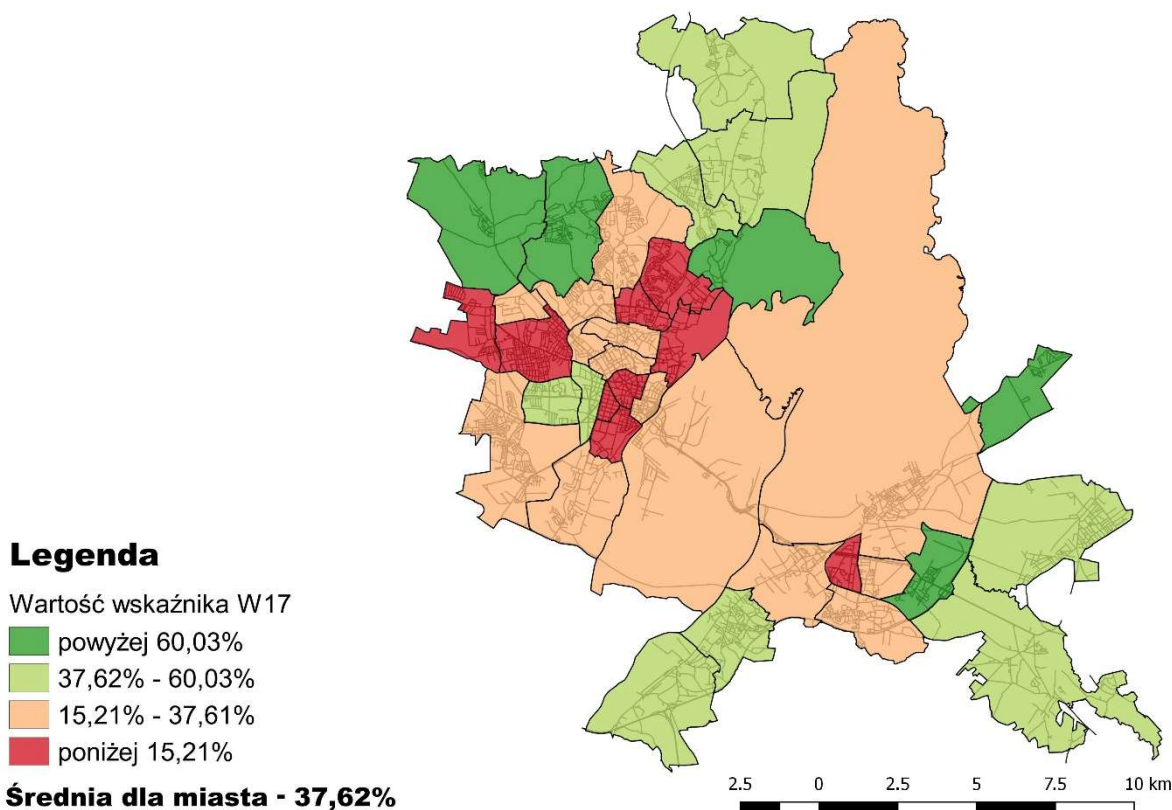 Legenda
Wartość wskaźnika W17
powyżej 60,03%
37,62% - 60,03%
15,21% - 37,61%
poniżej 15,21%
Średnia dla miasta - 37,62%
2.5 0 2.5 5 7.5 10 km